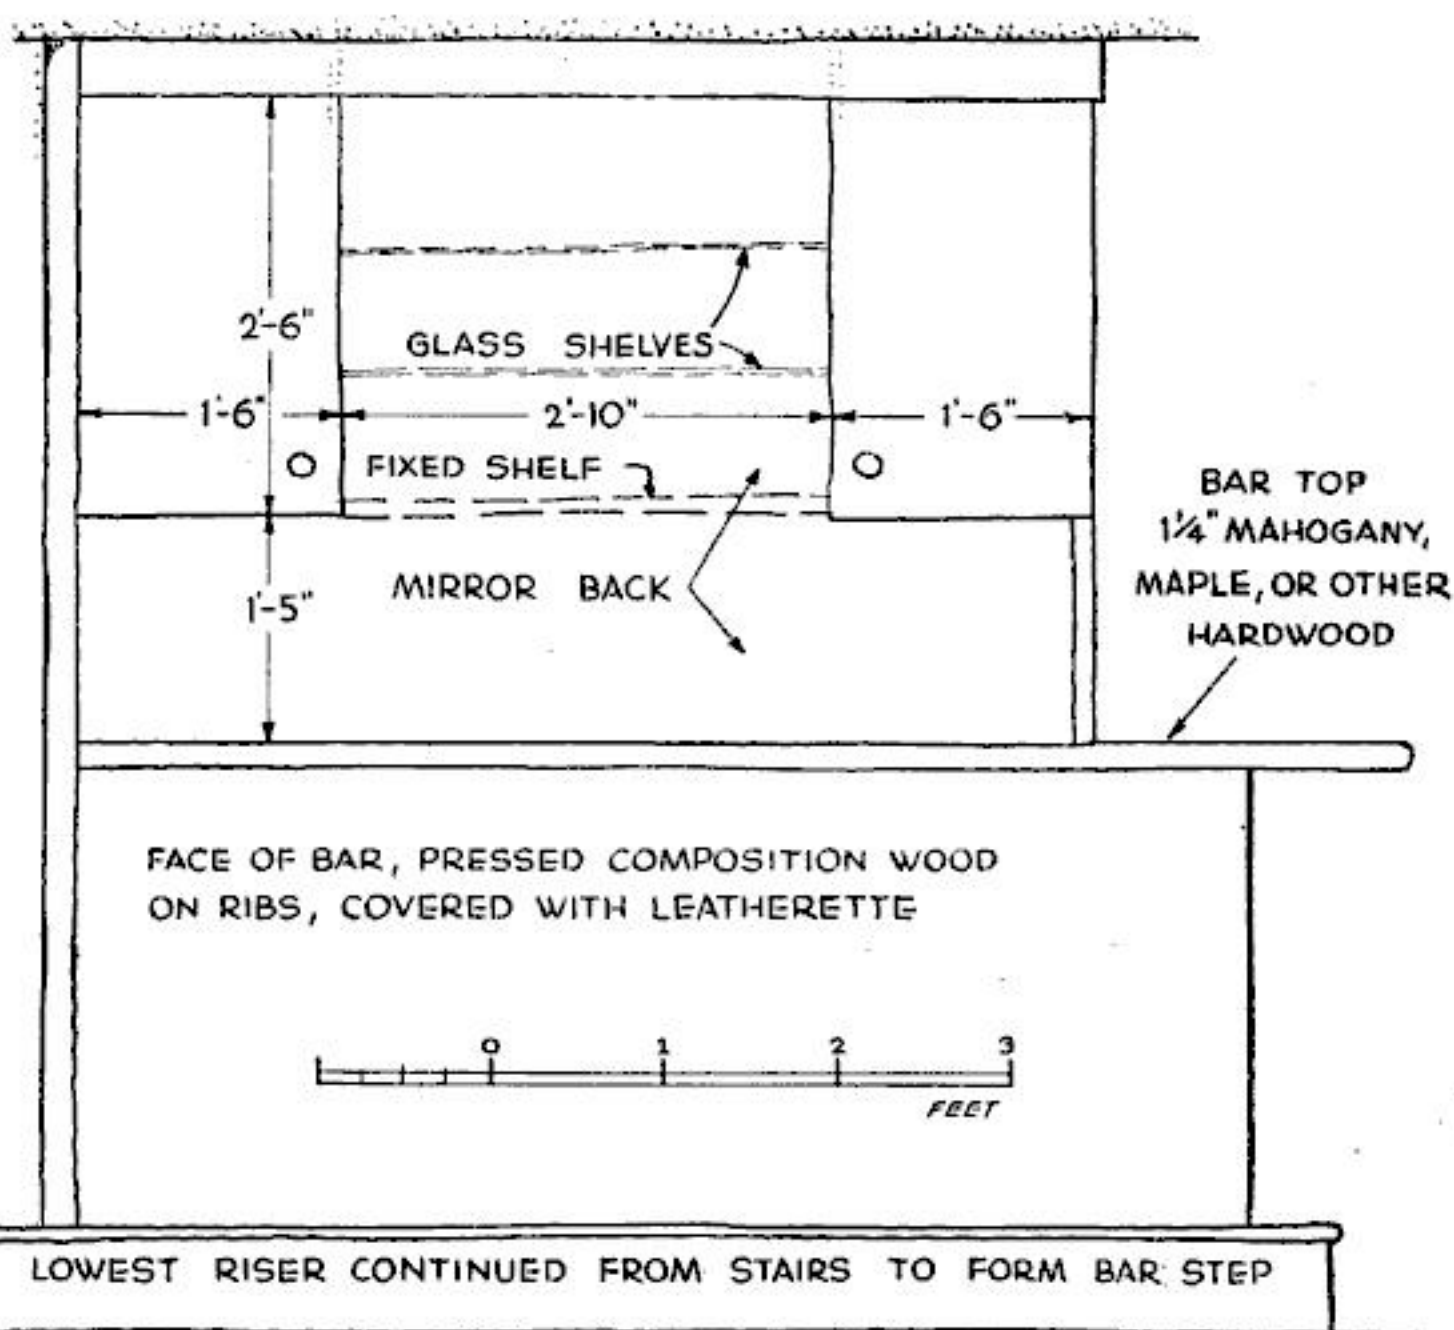 2'-6"
GLASS SHELVES
1'-6"
2'-10"
1'-6"
FIXED SHELF
BAR TOP
1¼" MAHOGANY,
MAPLE, OR OTHER
HARDWOOD
MIRROR BACK
1'-5"
FACE OF BAR, PRESSED COMPOSITION WOOD
ON RIBS, COVERED WITH LEATHERETTE
0 1 2 3
FEET
LOWEST RISER CONTINUED FROM STAIRS TO FORM BAR STEP